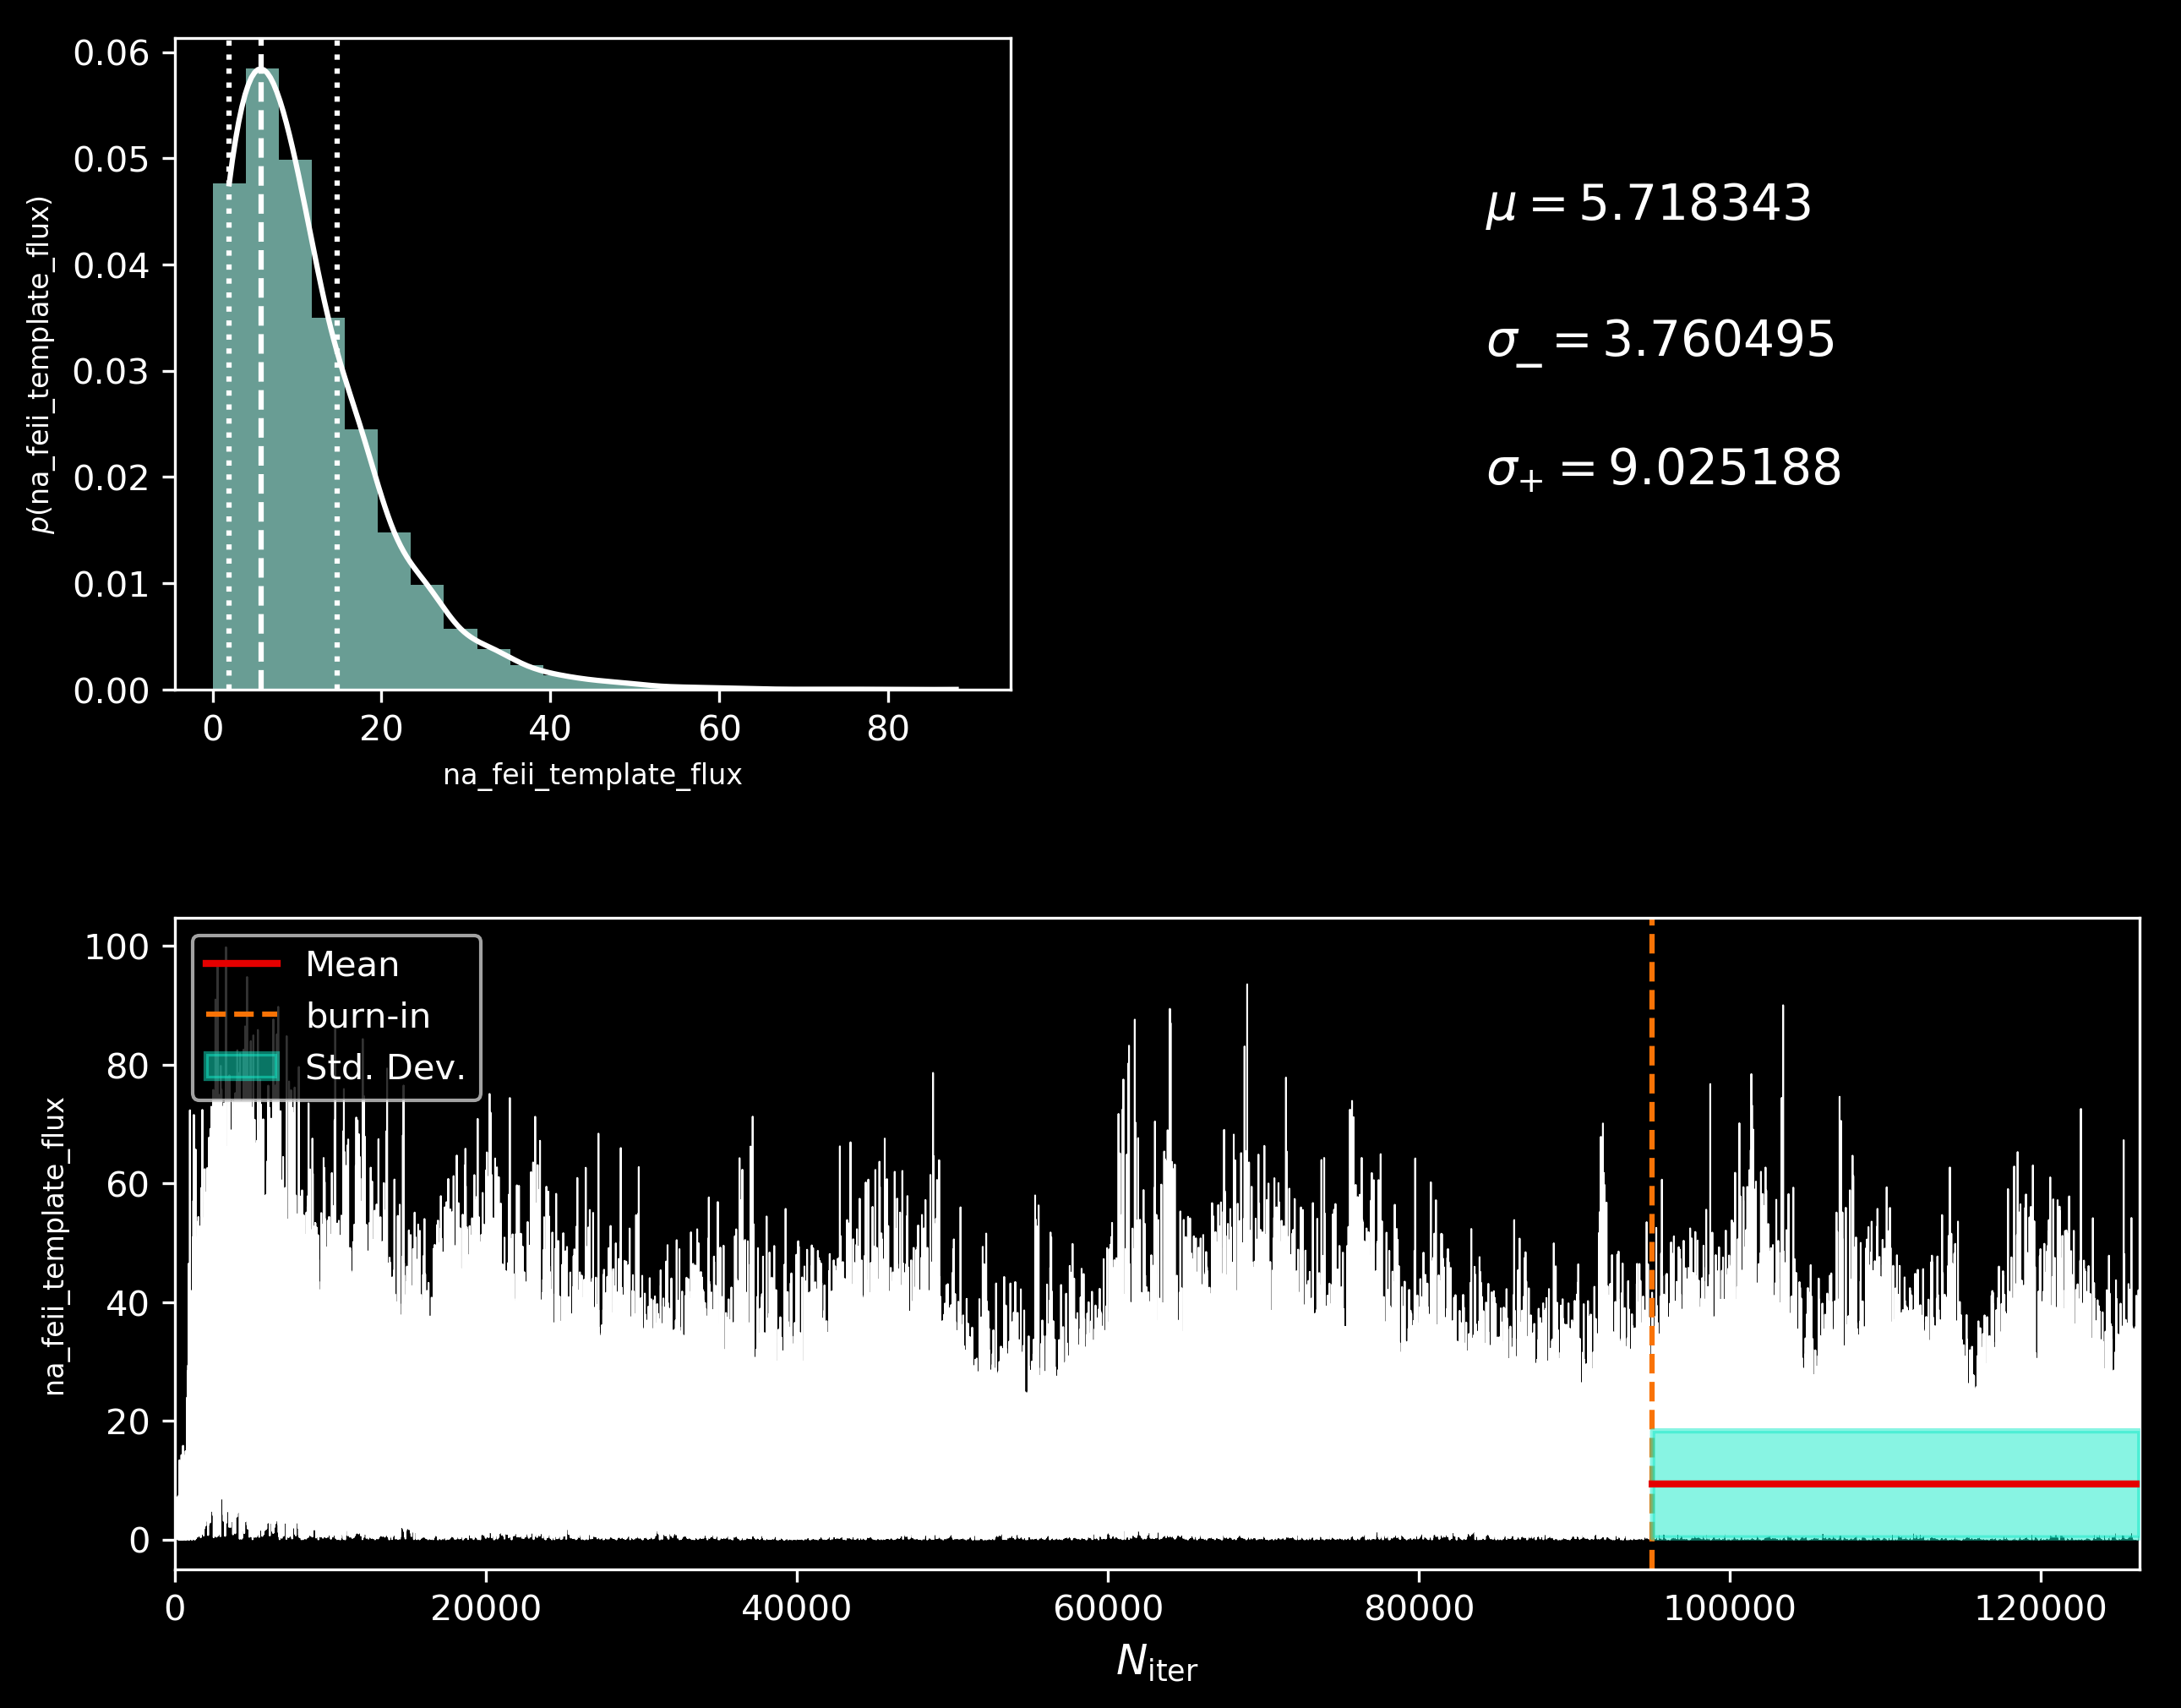 0.06
0.05
0.04
0.03
0.02
0.01
0.00
p(na_feii_template_flux)
0 20 40 60 80
na_feii_template_flux
μ = 5.718343
σ_− = 3.760495
σ_+ = 9.025188
100
80
60
40
20
0
na_feii_template_flux
Mean
burn-in
Std. Dev.
0 20000 40000 60000 80000 100000 120000
N_iter